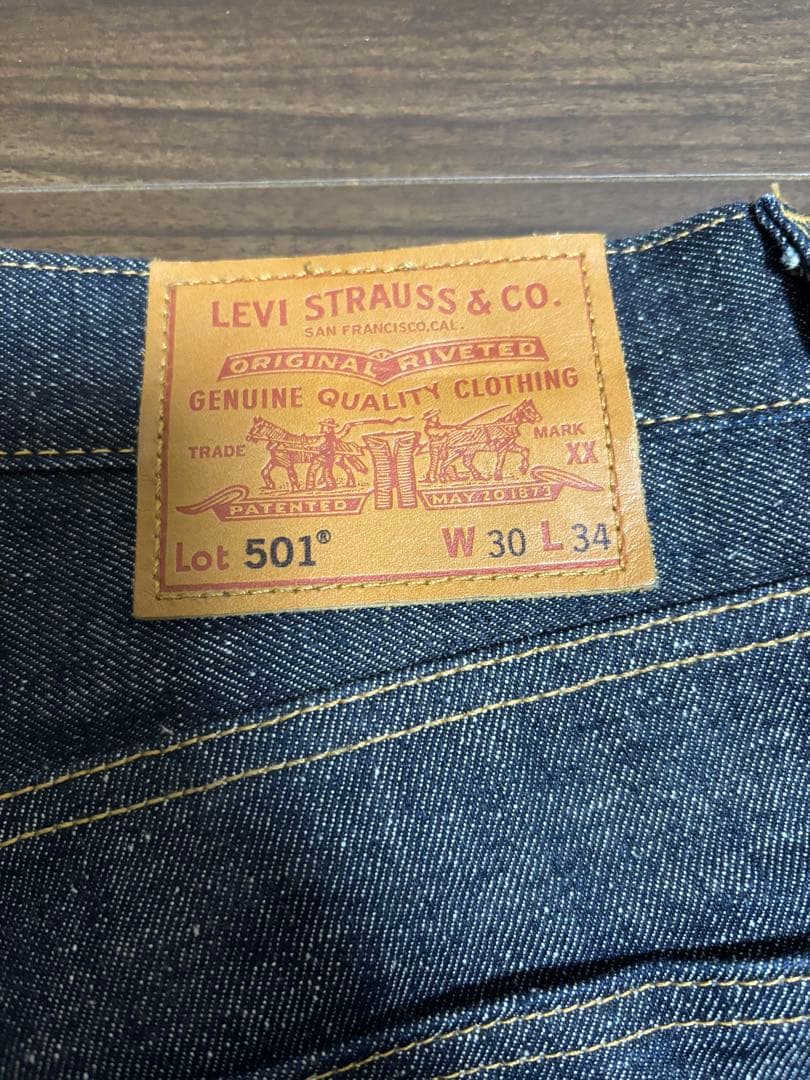 LEVI STRAUSS & CO.
SAN FRANCISCO, CAL.
ORIGINAL RIVETED
GENUINE QUALITY CLOTHING
TRADE MARK
XX
PATENTED MAY 20 1873
Lot 501® W 30 L 34